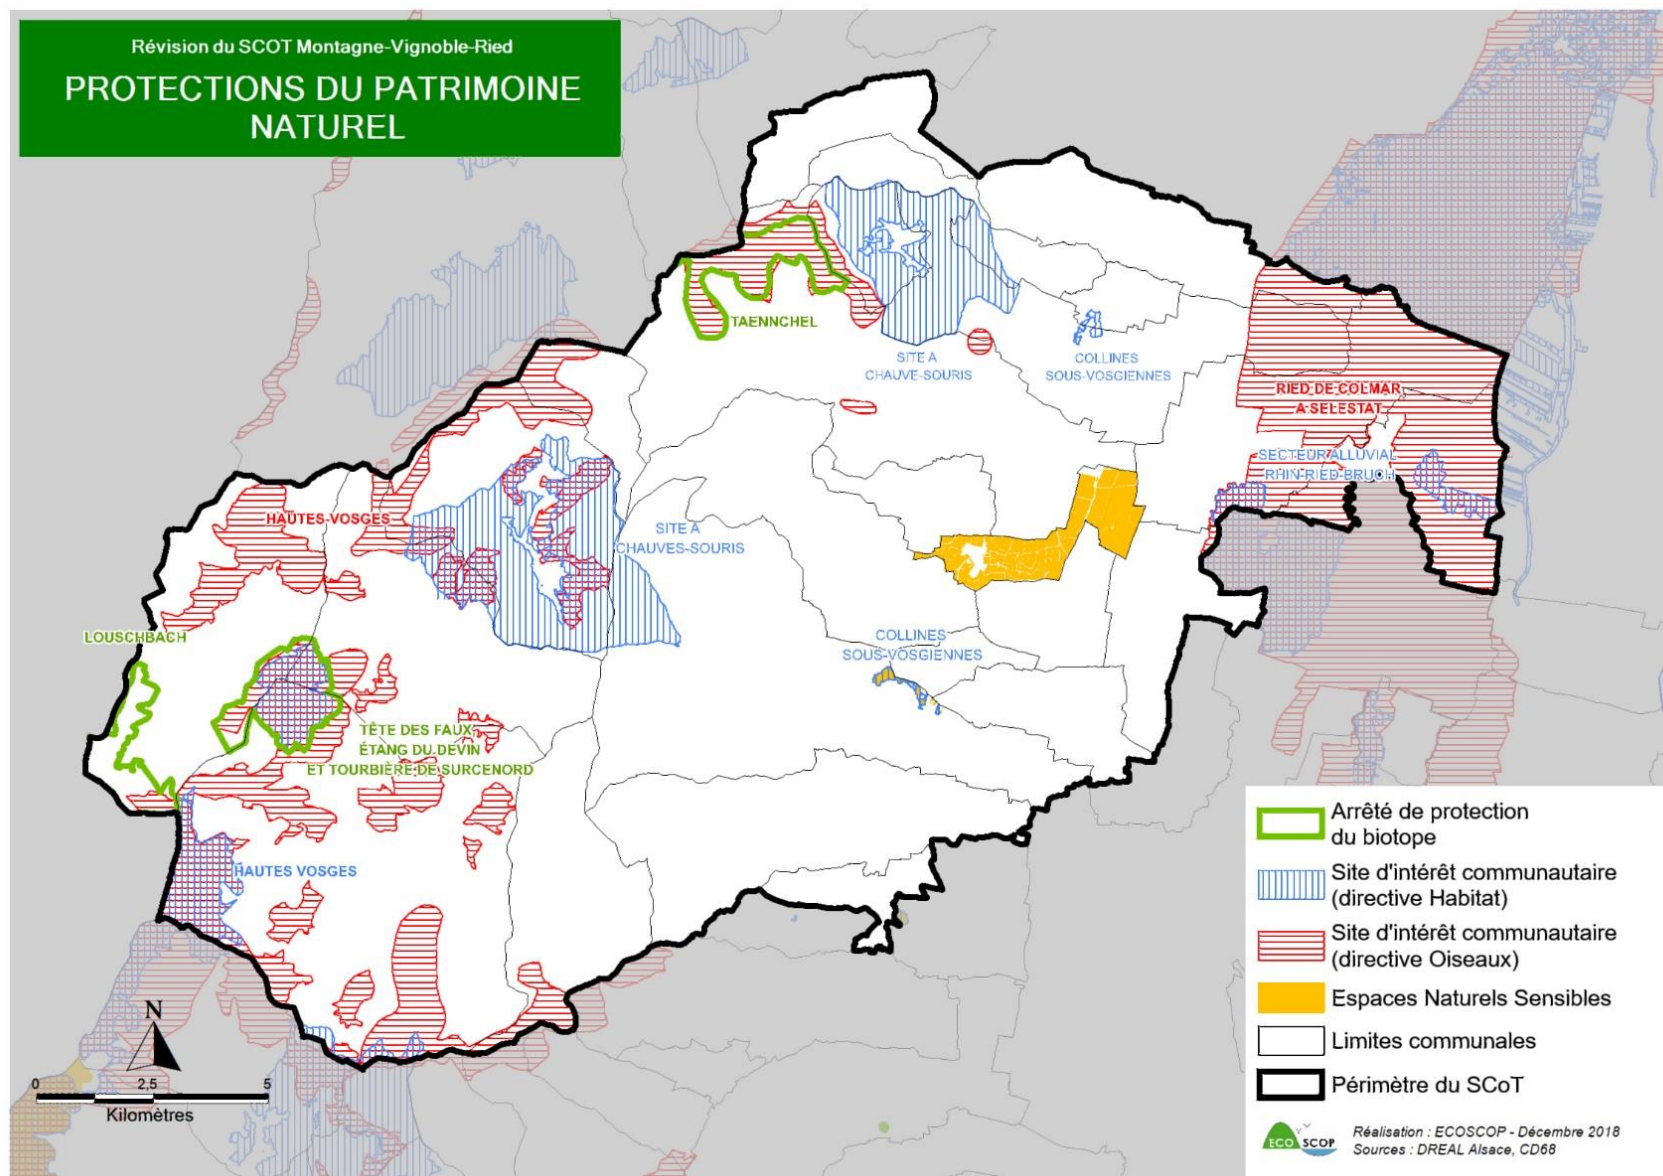 Révision du SCOT Montagne-Vignoble-Ried
PROTECTIONS DU PATRIMOINE
NATUREL
TAENNCHEL
SITE A
CHAUVE-SOURIS
COLLINES
SOUS-VOSGIENNES
RIED DE COLMAR
A SELESTAT
SECTEUR ALLUVIAL
RHIN-RIED-BRUCH
HAUTES-VOSGES
SITE A
CHAUVES-SOURIS
LOUSCHBACH
COLLINES
SOUS-VOSGIENNES
TÊTE DES FAUX,
ÉTANG DU DEVIN
ET TOURBIÈRE DE SURCENORD
HAUTES VOSGES
N
0 2,5 5
Kilomètres
Arrêté de protection
du biotope
Site d'intérêt communautaire
(directive Habitat)
Site d'intérêt communautaire
(directive Oiseaux)
Espaces Naturels Sensibles
Limites communales
Périmètre du SCoT
ECO SCOP
Réalisation : ECOSCOP - Décembre 2018
Sources : DREAL Alsace, CD68